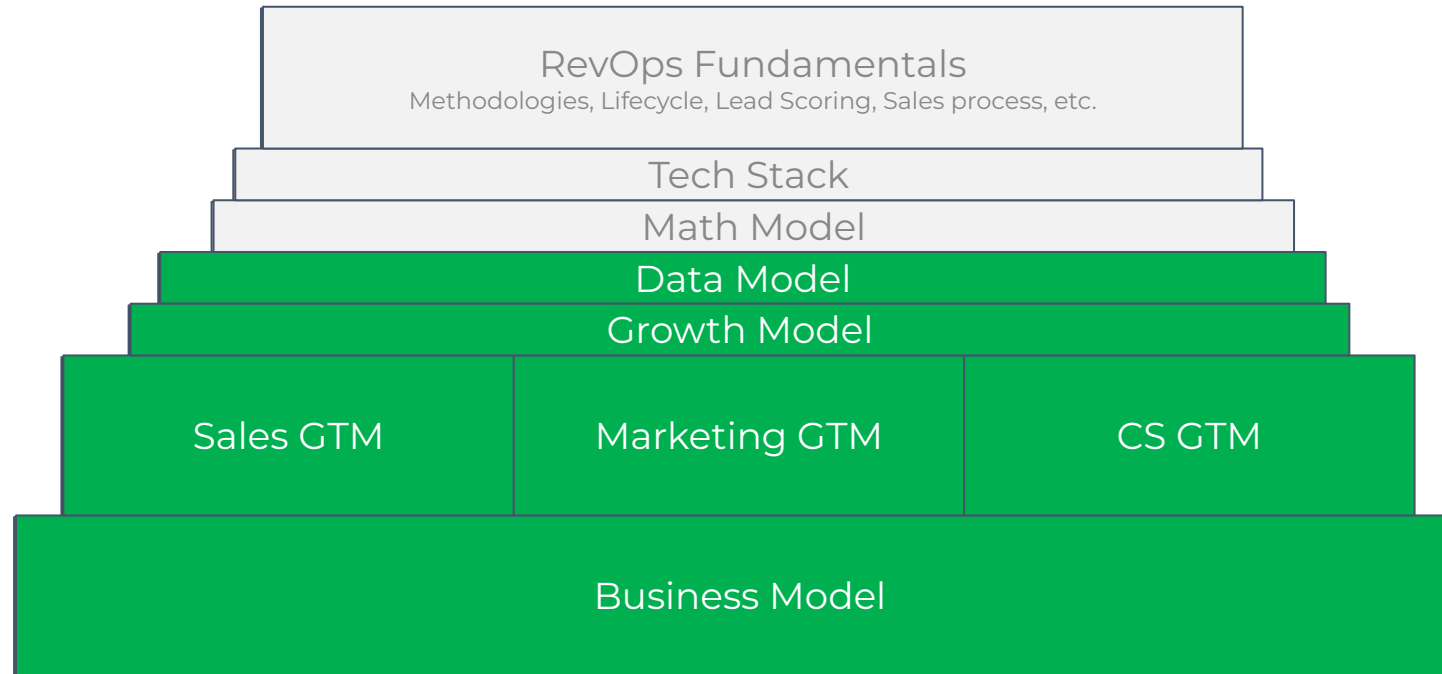 RevOps Fundamentals
Methodologies, Lifecycle, Lead Scoring, Sales process, etc.
Tech Stack
Math Model
Data Model
Growth Model
Sales GTM
Marketing GTM
CS GTM
Business Model